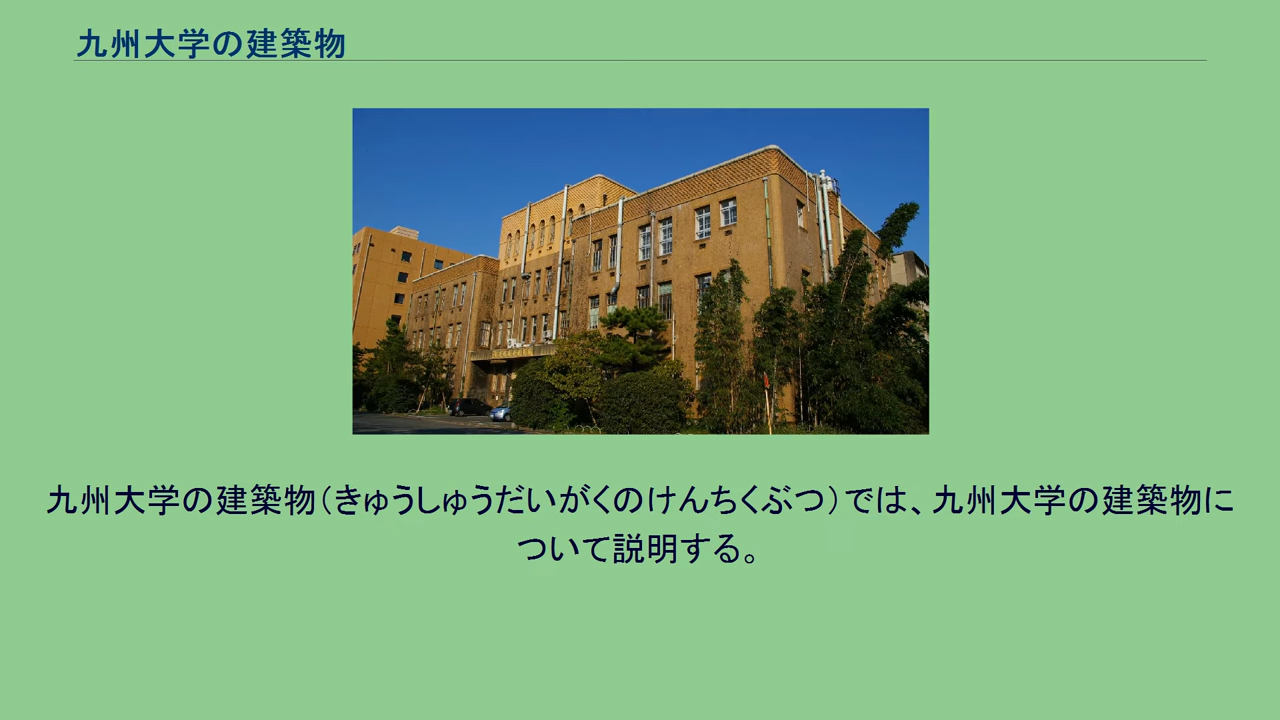 九州大学の建築物
九州大学の建築物（きゅうしゅうだいがくのけんちくぶつ）では、九州大学の建築物に
ついて説明する。